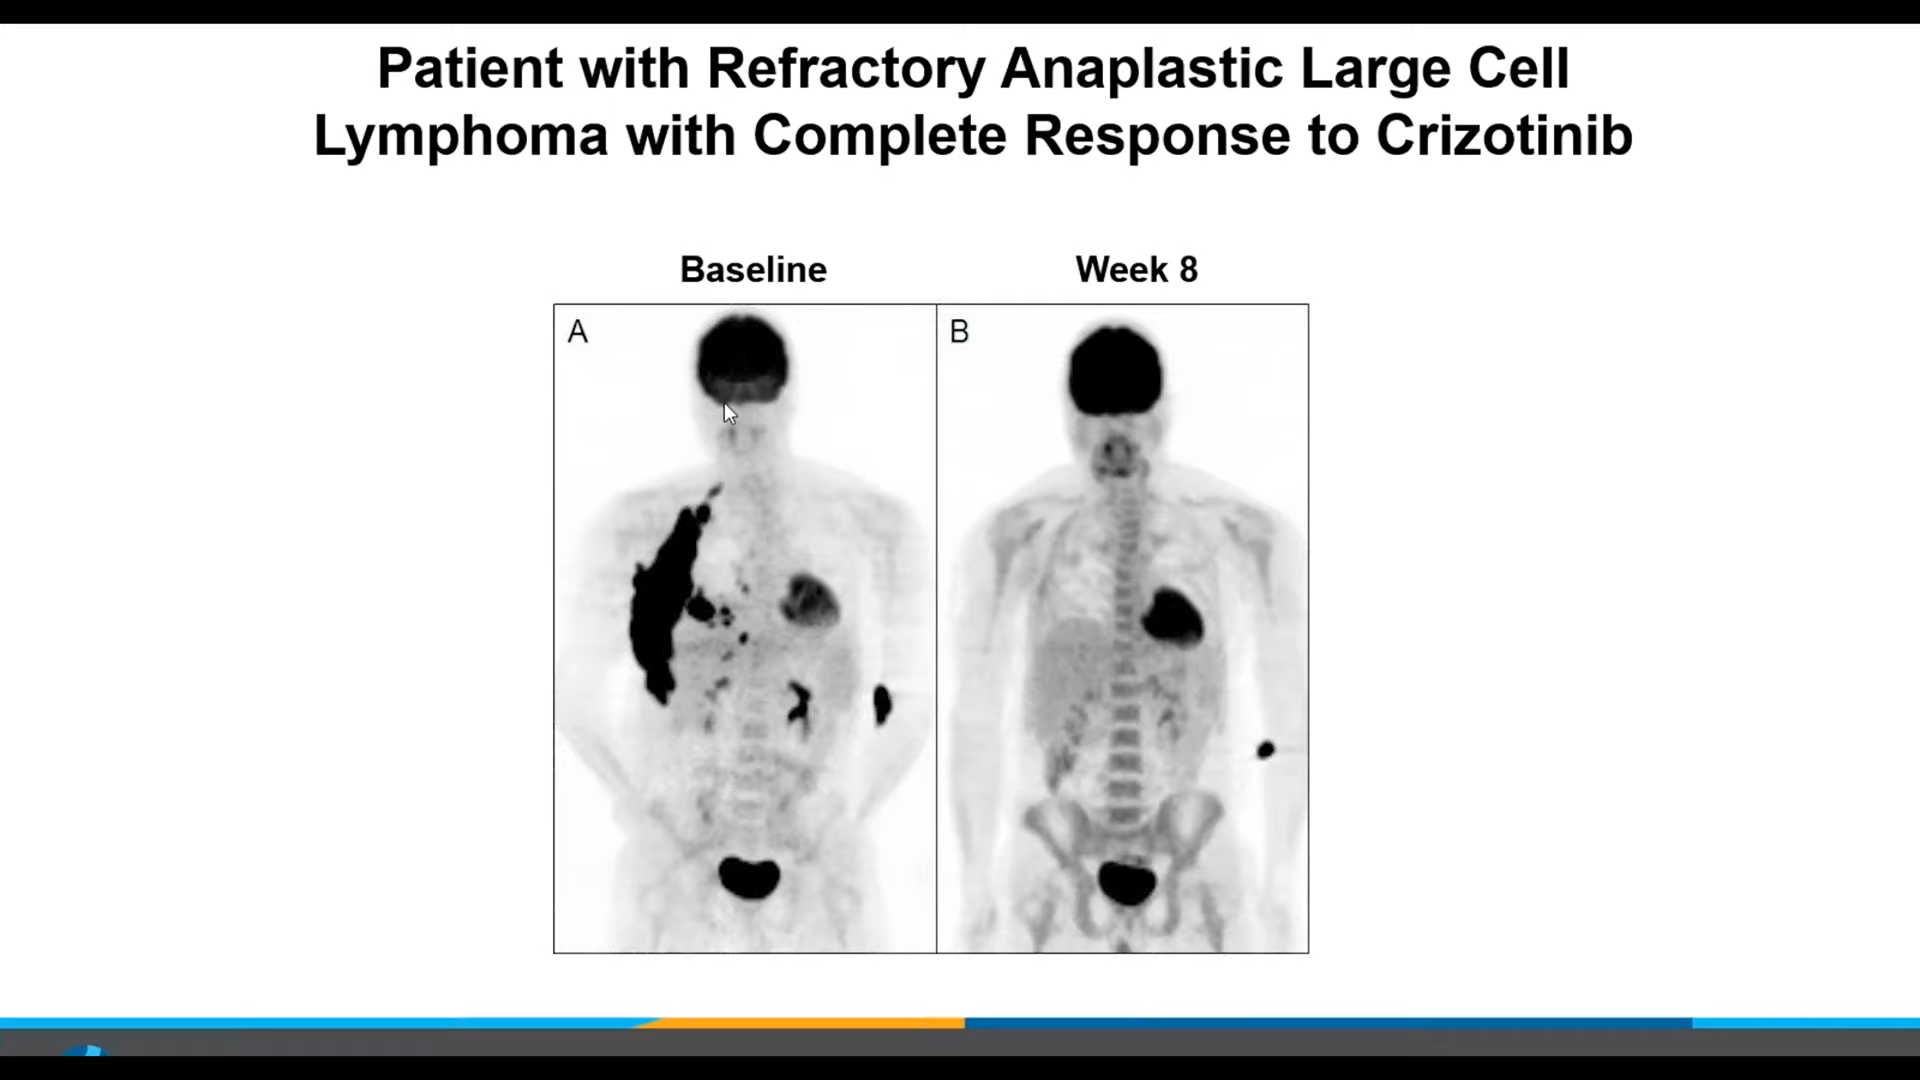 Patient with Refractory Anaplastic Large Cell
Lymphoma with Complete Response to Crizotinib
Baseline
Week 8
A
B